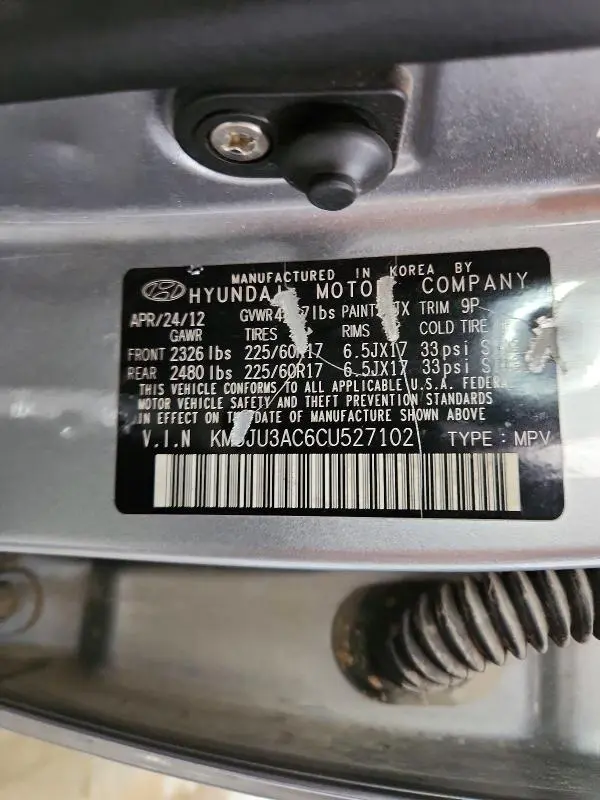 MANUFACTURED IN KOREA BY
HYUNDAI MOTOR COMPANY
APR/24/12 TRIM 9P
GAWR TIRES RIMS COLD TIRE
FRONT 2326 lbs 225/60R17 6.5JX17 33psi
REAR 2480 lbs 225/60R17 6.5JX17 33psi
THIS VEHICLE CONFORMS TO ALL APPLICABLE U.S.A. FEDERAL
MOTOR VEHICLE SAFETY AND THEFT PREVENTION STANDARDS
IN EFFECT ON THE DATE OF MANUFACTURE SHOWN ABOVE
V.I.N KM8JU3AC6CU527102 TYPE : MPV